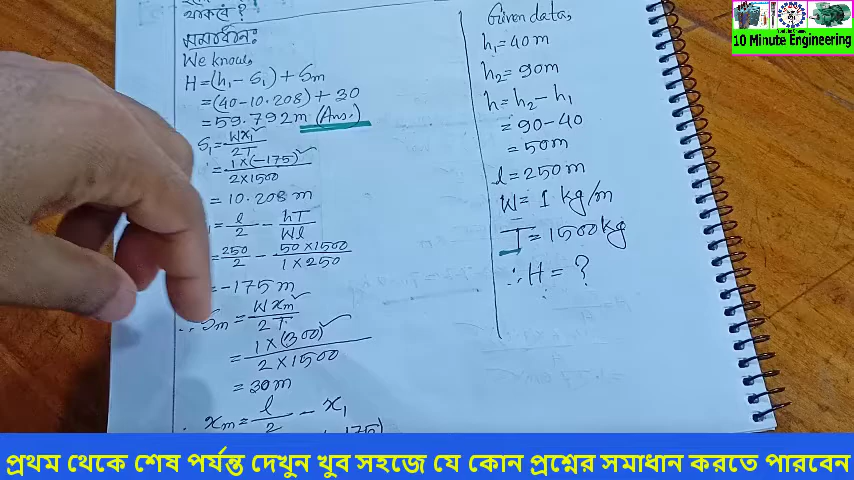 থাকবে?
সমাধান:
We know,
H = (h₁ - S₁) + Sm
= (40 - 10.208) + 30
= 59.792 m (Ans.)
S₁ = Wx₁² / 2T
= 1 × (-175)² / 2×1500
= 10.208 m
= l/2 - hT/Wl
= 250/2 - 50×1500 / 1×250
= -175 m
∴ Sm = Wxm² / 2T
= 1 × (300)² / 2×1500
= 30 m
xm = l/2 - x₁
Given data,
h₁ = 40 m
h₂ = 90 m
h = h₂ - h₁
= 90 - 40
= 50 m
l = 250 m
W = 1 kg/m
T = 1500 kg
∴ H = ?
10 Minute Engineering
প্রথম থেকে শেষ পর্যন্ত দেখুন খুব সহজে যে কোন প্রশ্নের সমাধান করতে পারবেন